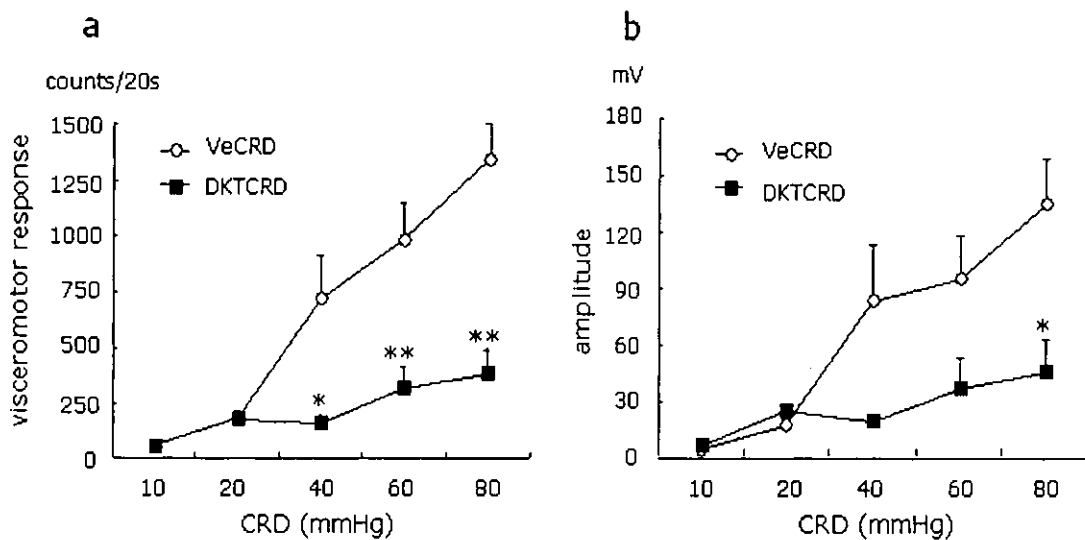 a
counts/20s
visceromotor response
1500
1250
1000
750
500
250
0
VeCRD
DKTCRD
*
**
**
10 20 40 60 80
CRD (mmHg)
b
mV
amplitude
180
150
120
90
60
30
0
VeCRD
DKTCRD
*
10 20 40 60 80
CRD (mmHg)